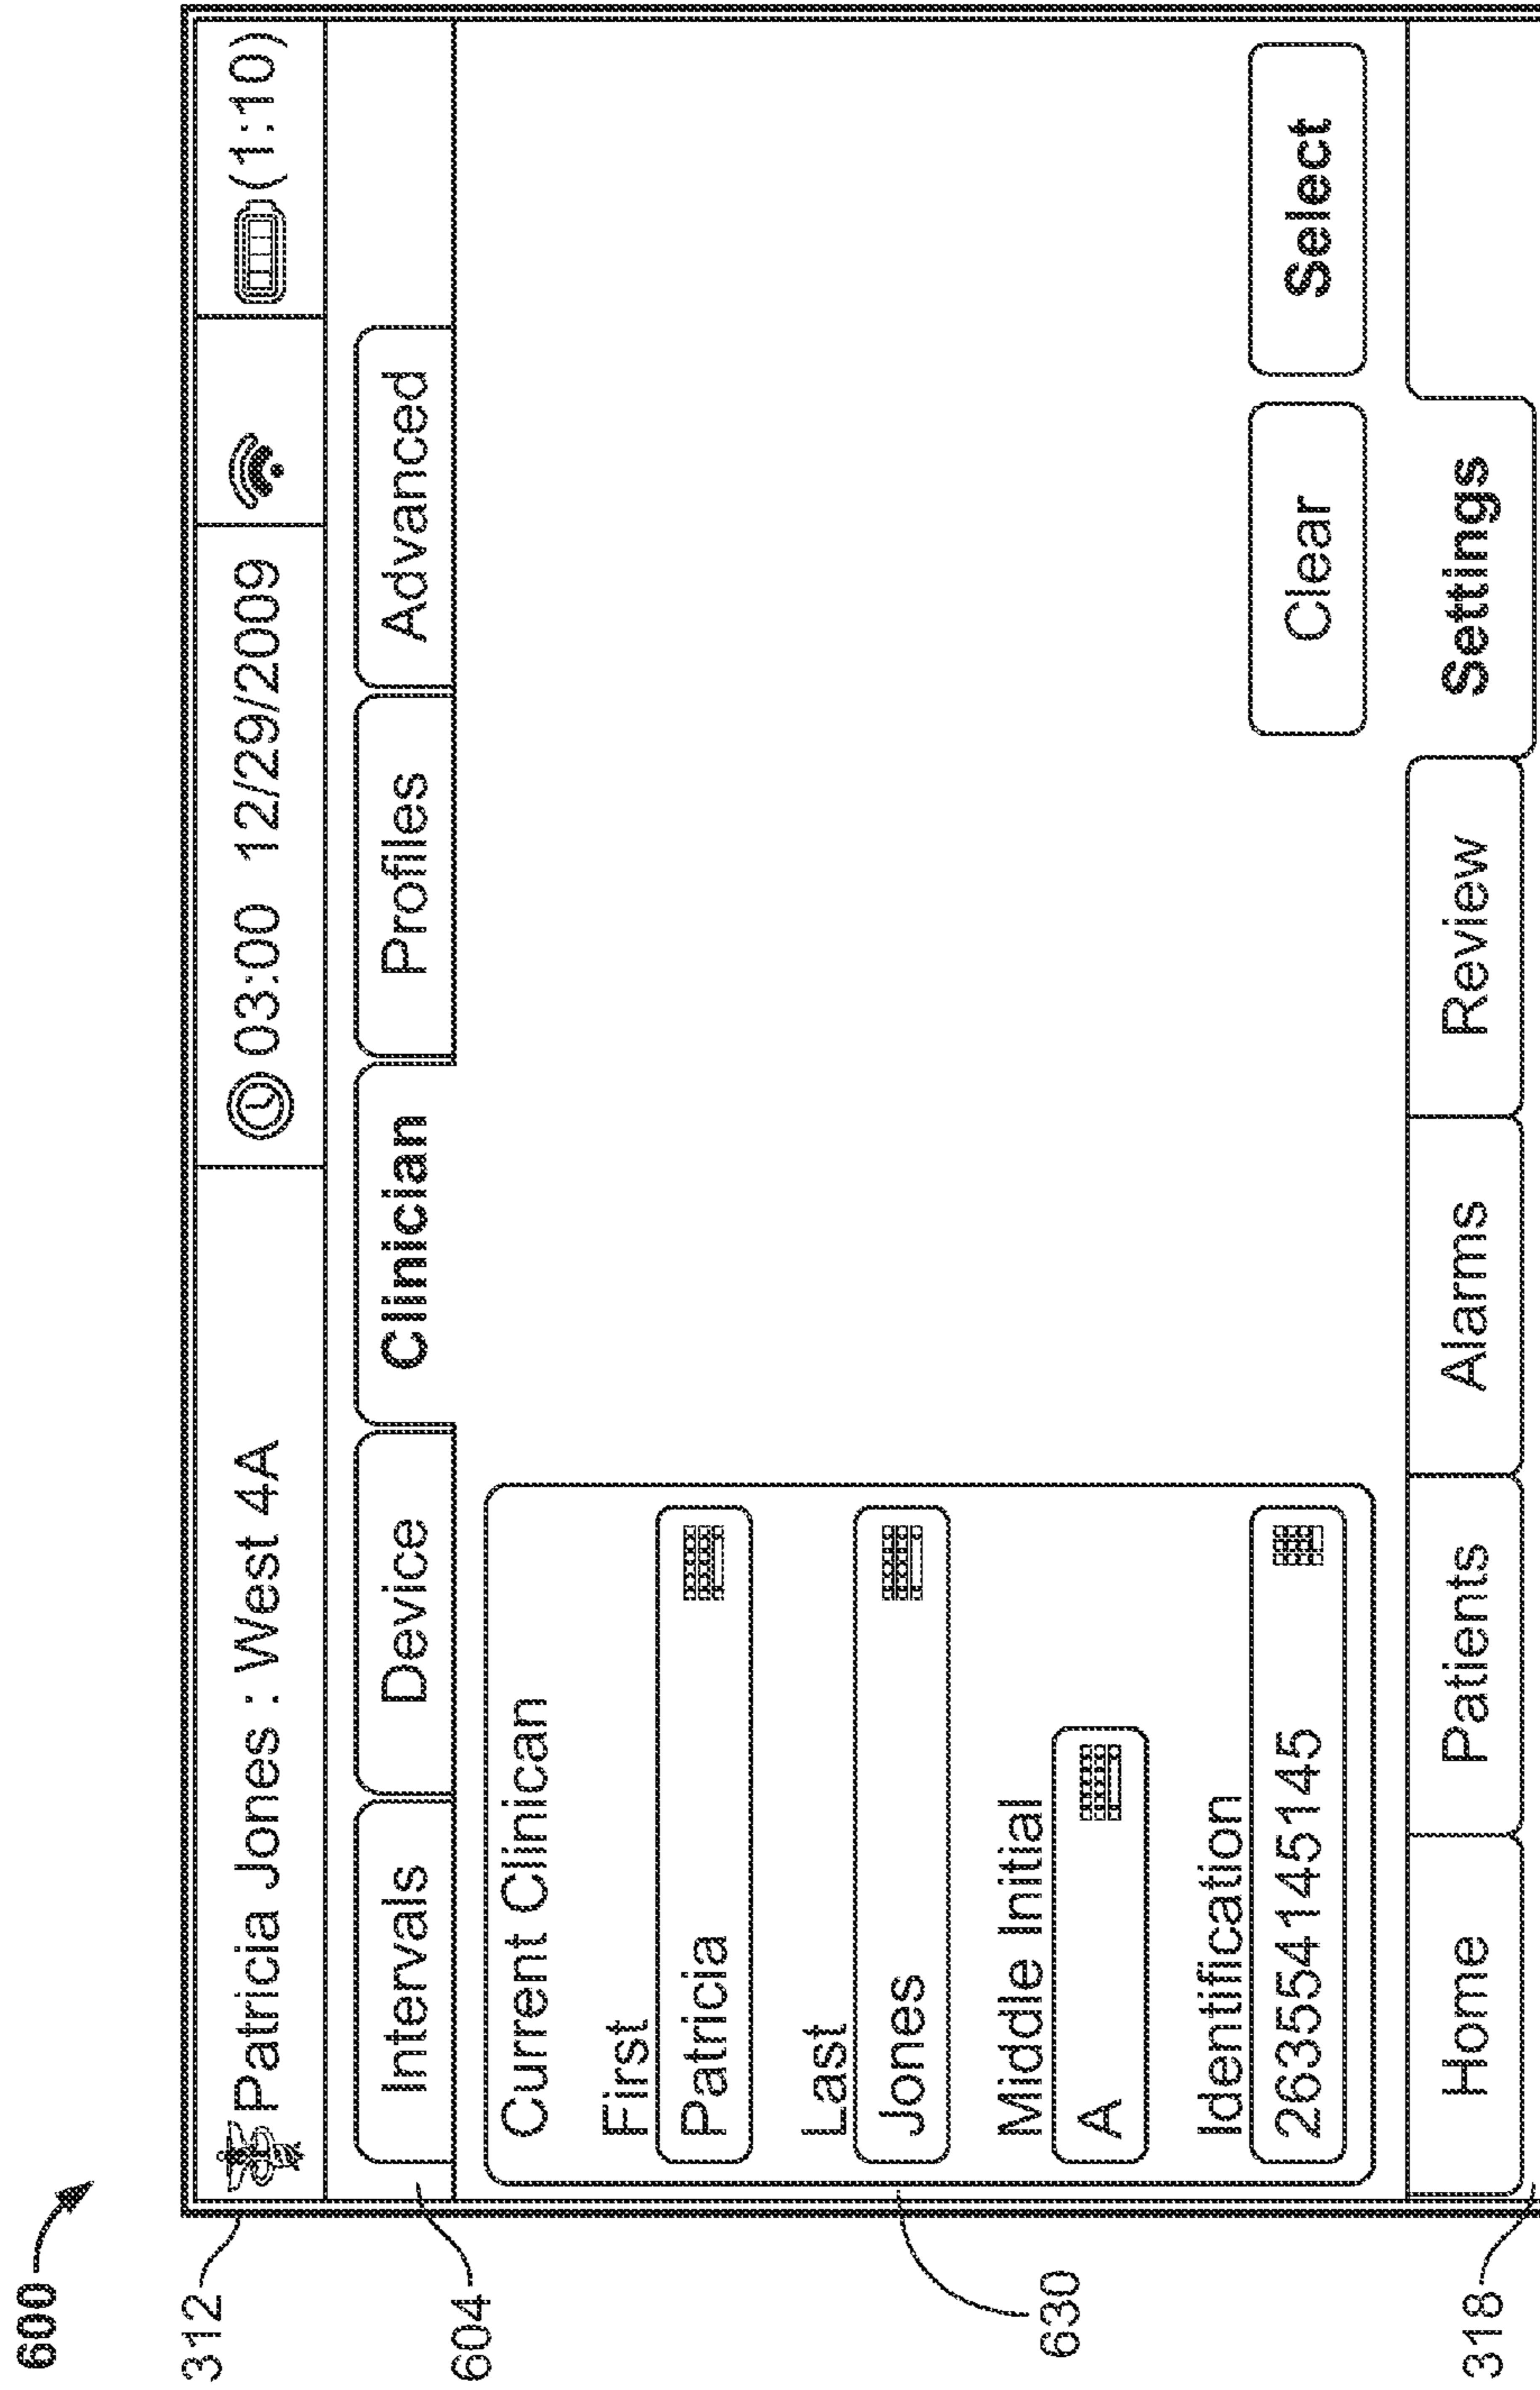 600
312
Patricia Jones : West 4A 03:00 12/29/2009 (1:10)
604
Intervals Device Clinician Profiles Advanced
Current Clinican
First
Patricia
Last
Jones
630
Middle Initial
A
Identification
263554145145
Clear Select
318
Home Patients Alarms Review Settings